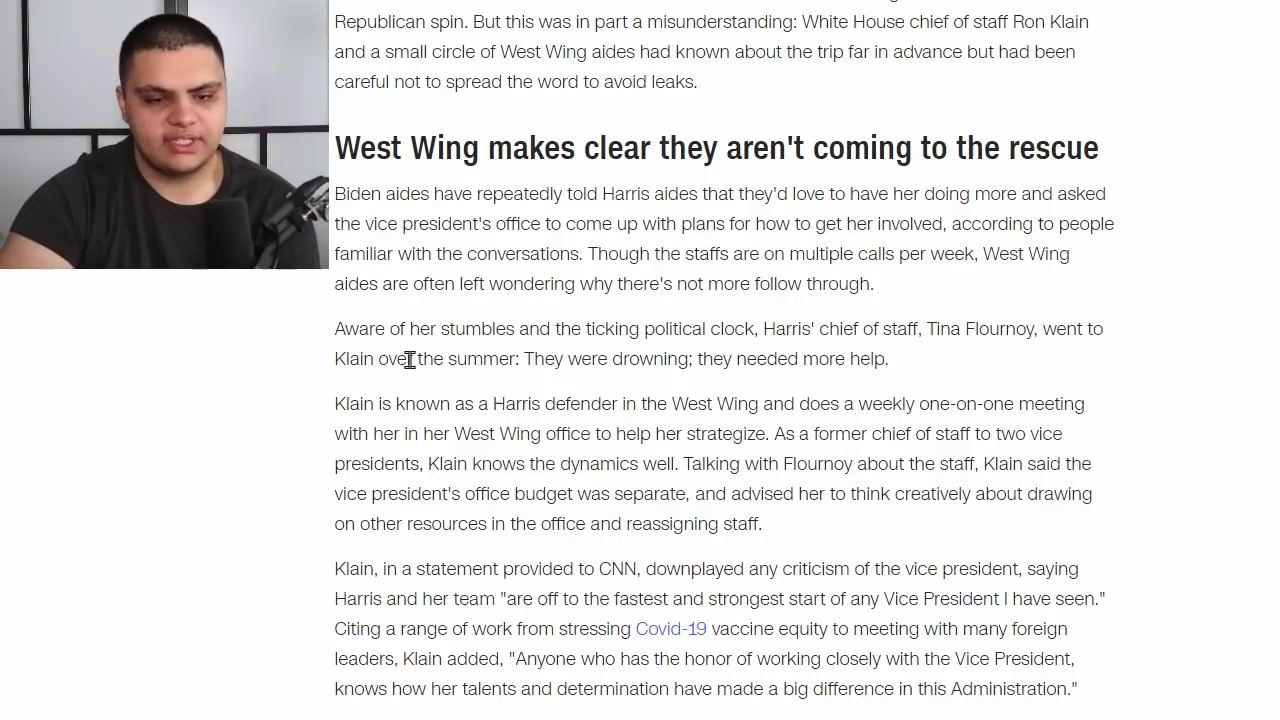 Republican spin. But this was in part a misunderstanding: White House chief of staff Ron Klain
and a small circle of West Wing aides had known about the trip far in advance but had been
careful not to spread the word to avoid leaks.
West Wing makes clear they aren't coming to the rescue
Biden aides have repeatedly told Harris aides that they'd love to have her doing more and asked
the vice president's office to come up with plans for how to get her involved, according to people
familiar with the conversations. Though the staffs are on multiple calls per week, West Wing
aides are often left wondering why there's not more follow through.
Aware of her stumbles and the ticking political clock, Harris' chief of staff, Tina Flournoy, went to
Klain over the summer: They were drowning; they needed more help.
Klain is known as a Harris defender in the West Wing and does a weekly one-on-one meeting
with her in her West Wing office to help her strategize. As a former chief of staff to two vice
presidents, Klain knows the dynamics well. Talking with Flournoy about the staff, Klain said the
vice president's office budget was separate, and advised her to think creatively about drawing
on other resources in the office and reassigning staff.
Klain, in a statement provided to CNN, downplayed any criticism of the vice president, saying
Harris and her team "are off to the fastest and strongest start of any Vice President I have seen."
Citing a range of work from stressing Covid-19 vaccine equity to meeting with many foreign
leaders, Klain added, "Anyone who has the honor of working closely with the Vice President,
knows how her talents and determination have made a big difference in this Administration."